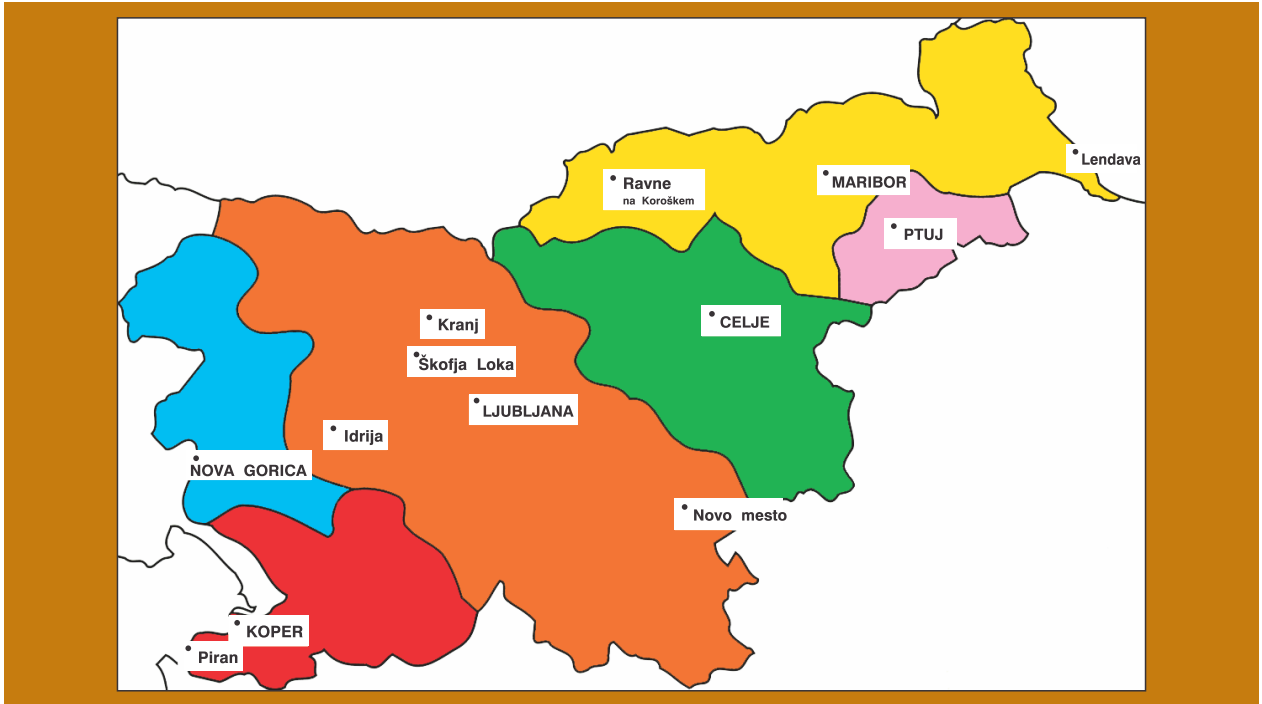 Lendava
MARIBOR
Ravne
na Koroškem
PTUJ
CELJE
Kranj
Škofja Loka
LJUBLJANA
Idrija
NOVA GORICA
Novo mesto
KOPER
Piran